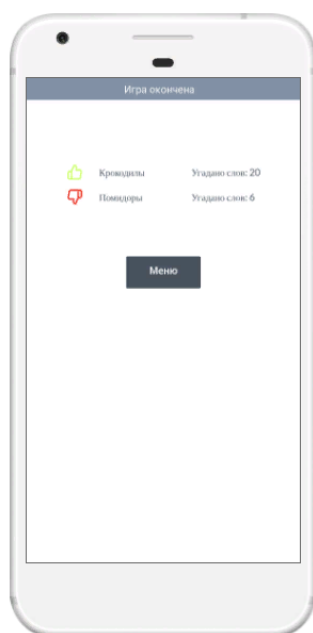 Игра окончена
Крокодилы Угадано слов: 20
Помидоры Угадано слов: 6
Меню